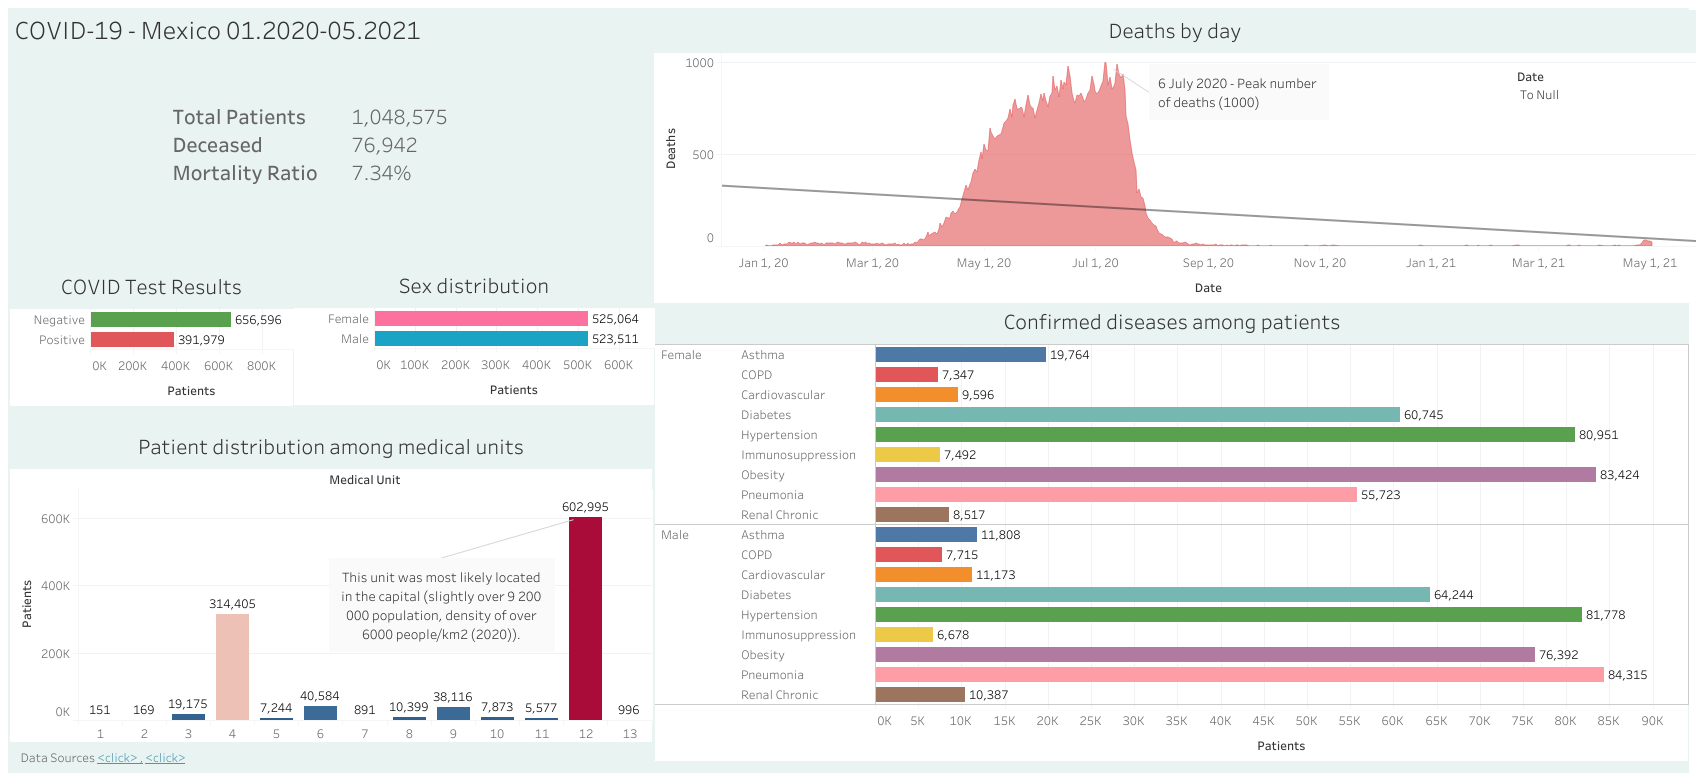 COVID-19 - Mexico 01.2020-05.2021
Total Patients 1,048,575
Deceased 76,942
Mortality Ratio 7.34%
Deaths by day
1000
500
0
Deaths
6 July 2020 - Peak number
of deaths (1000)
Date
To Null
Jan 1, 20 Mar 1, 20 May 1, 20 Jul 1, 20 Sep 1, 20 Nov 1, 20 Jan 1, 21 Mar 1, 21 May 1, 21
Date
COVID Test Results
Negative 656,596
Positive 391,979
0K 200K 400K 600K 800K
Patients
Sex distribution
Female 525,064
Male 523,511
0K 100K 200K 300K 400K 500K 600K
Patients
Patient distribution among medical units
Medical Unit
600K
400K
200K
0K
Patients
151 169 19,175 314,405 7,244 40,584 891 10,399 38,116 7,873 5,577 602,995 996
This unit was most likely located
in the capital (slightly over 9 200
000 population, density of over
6000 people/km2 (2020)).
1 2 3 4 5 6 7 8 9 10 11 12 13
Data Sources <click> , <click>
Confirmed diseases among patients
Female Asthma 19,764
COPD 7,347
Cardiovascular 9,596
Diabetes 60,745
Hypertension 80,951
Immunosuppression 7,492
Obesity 83,424
Pneumonia 55,723
Renal Chronic 8,517
Male Asthma 11,808
COPD 7,715
Cardiovascular 11,173
Diabetes 64,244
Hypertension 81,778
Immunosuppression 6,678
Obesity 76,392
Pneumonia 84,315
Renal Chronic 10,387
0K 5K 10K 15K 20K 25K 30K 35K 40K 45K 50K 55K 60K 65K 70K 75K 80K 85K 90K
Patients